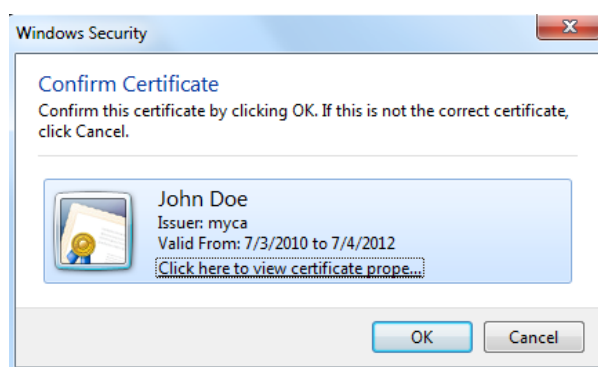 Windows Security
Confirm Certificate
Confirm this certificate by clicking OK. If this is not the correct certificate,
click Cancel.
John Doe
Issuer: myca
Valid From: 7/3/2010 to 7/4/2012
Click here to view certificate prope...
OK
Cancel